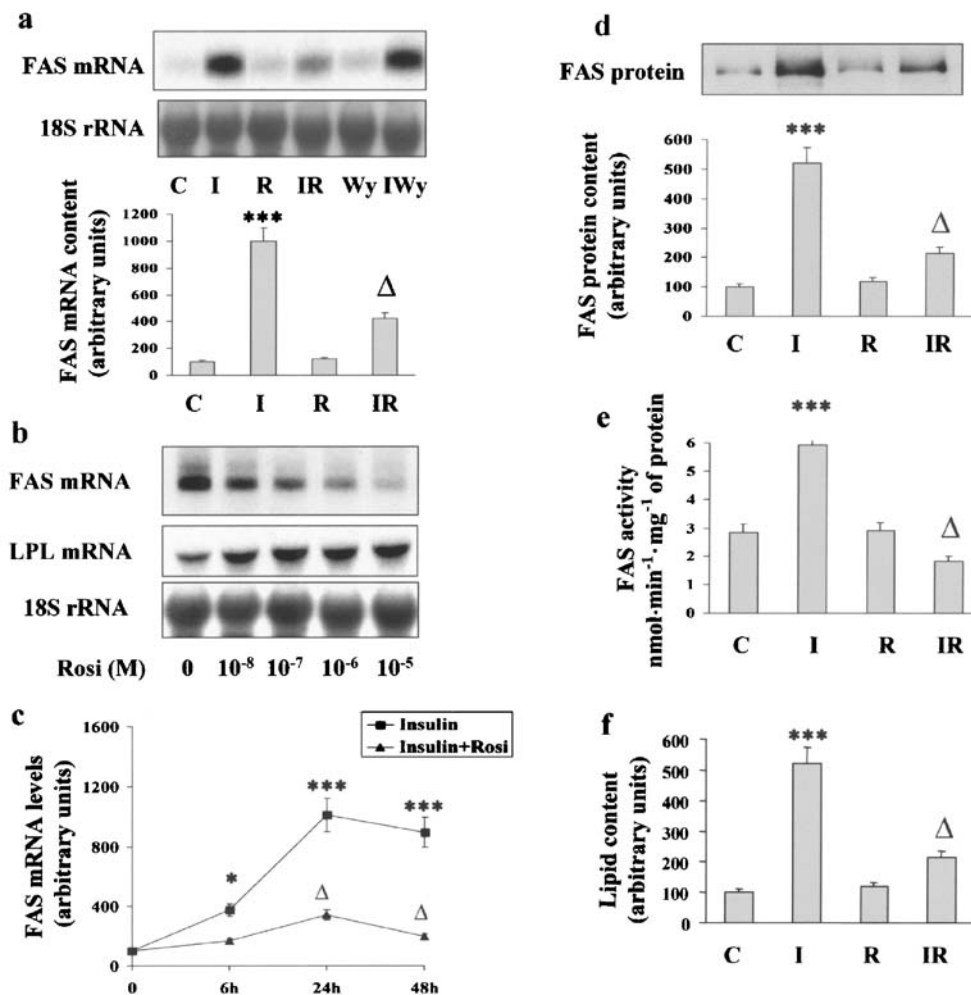 a
FAS mRNA
18S rRNA
C I R IR Wy IWy
FAS mRNA content
(arbitrary units)
1200
1000
800
600
400
200
0
***
Δ
C I R IR
b
FAS mRNA
LPL mRNA
18S rRNA
Rosi (M) 0 10⁻⁸ 10⁻⁷ 10⁻⁶ 10⁻⁵
c
FAS mRNA levels
(arbitrary units)
1600
1200
800
400
0
Insulin
Insulin+Rosi
*
***
***
Δ
Δ
0 6h 24h 48h
d
FAS protein
FAS protein content
(arbitrary units)
600
500
400
300
200
100
0
***
Δ
C I R IR
e
FAS activity
nmol·min⁻¹·mg⁻¹ of protein
6
5
4
3
2
1
0
***
Δ
C I R IR
f
Lipid content
(arbitrary units)
600
500
400
300
200
100
0
***
Δ
C I R IR